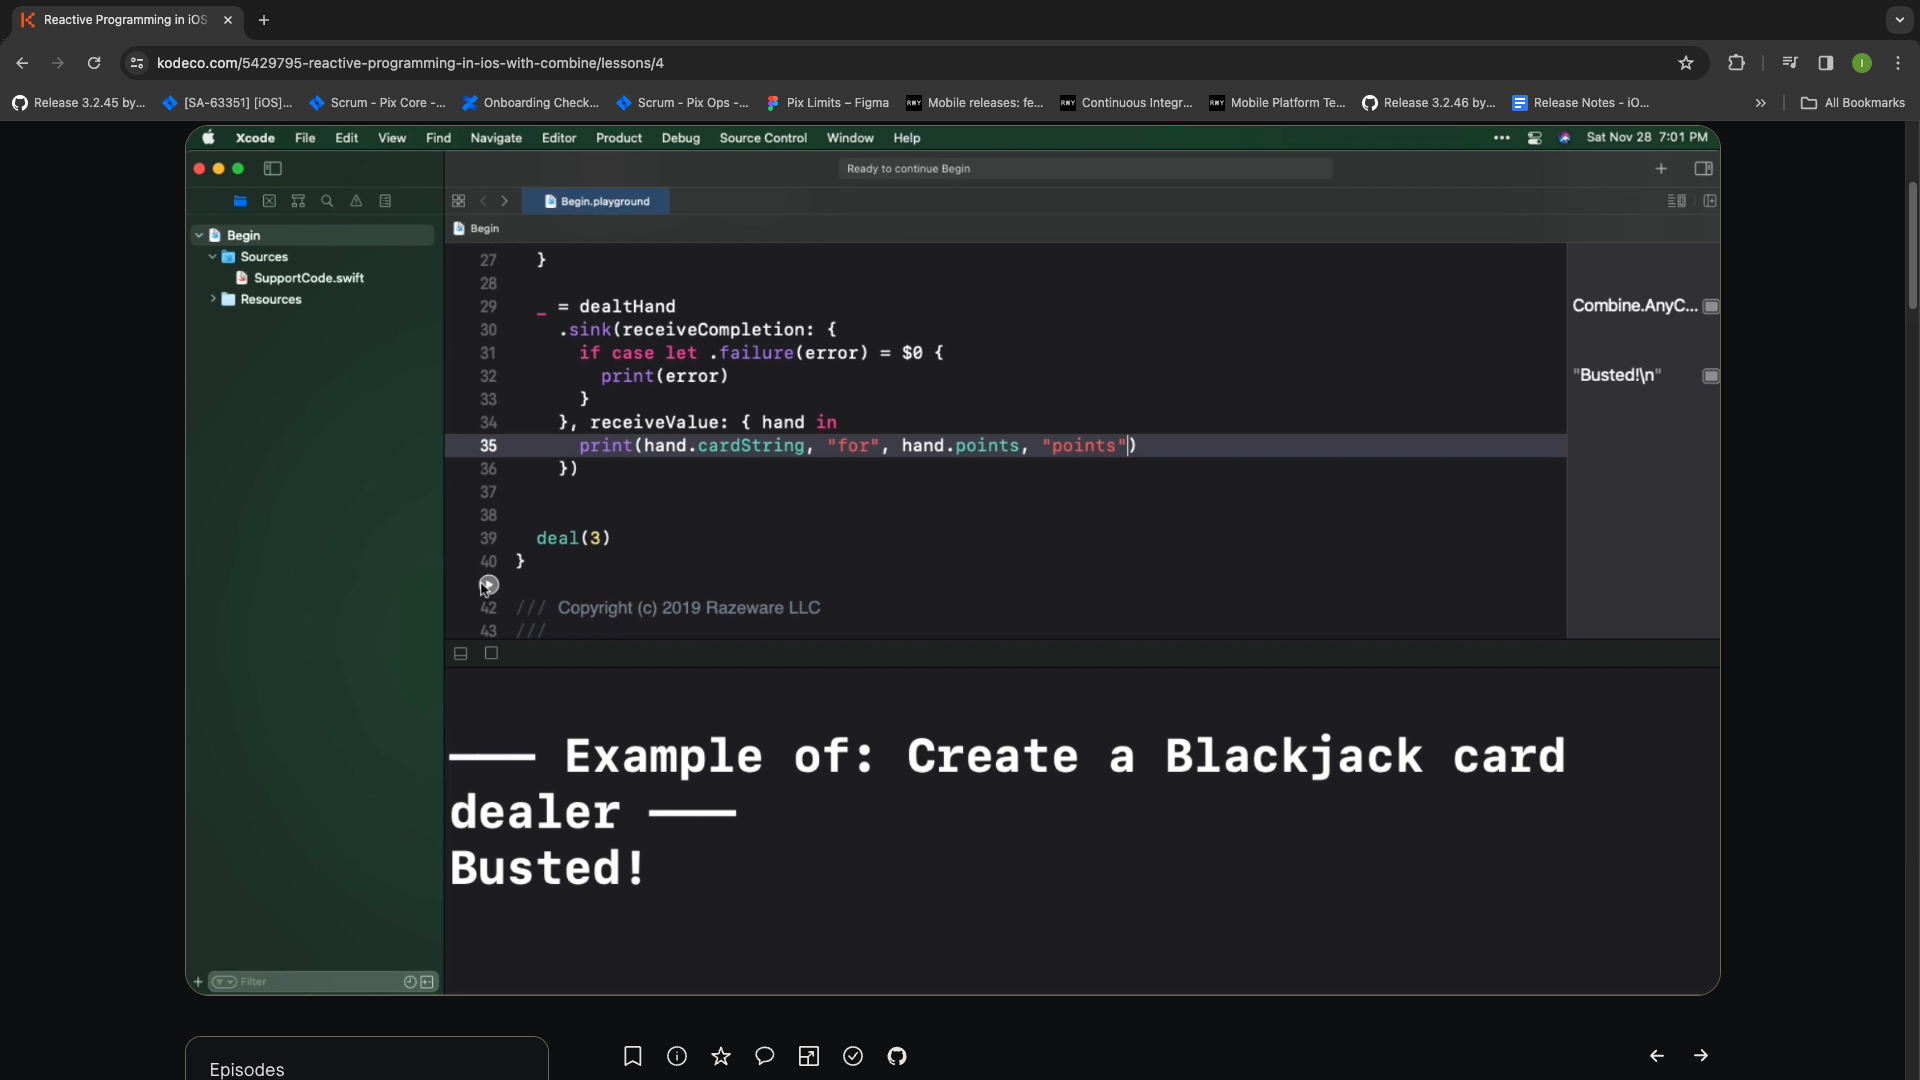 Reactive Programming in iOS
kodeco.com/5429795-reactive-programming-in-ios-with-combine/lessons/4
I
Release 3.2.45 by...
[SA-63351] [iOS]...
Scrum - Pix Core -...
Onboarding Check...
Scrum - Pix Ops -...
Pix Limits – Figma
Mobile releases: fe...
Continuous Integr...
Mobile Platform Te...
Release 3.2.46 by...
Release Notes - iO...
»
All Bookmarks
Xcode File Edit View Find Navigate Editor Product Debug Source Control Window Help
Sat Nov 28 7:01 PM
Ready to continue Begin
Begin.playground
Begin
Begin
Sources
SupportCode.swift
Resources
27 }
28
29 _ = dealtHand
30 .sink(receiveCompletion: {
31 if case let .failure(error) = $0 {
32 print(error)
33 }
34 }, receiveValue: { hand in
35 print(hand.cardString, "for", hand.points, "points")
36 })
37
38
39 deal(3)
40 }
42 /// Copyright (c) 2019 Razeware LLC
43 ///
Combine.AnyC...
"Busted!\n"
—— Example of: Create a Blackjack card
dealer ——
Busted!
Filter
Episodes